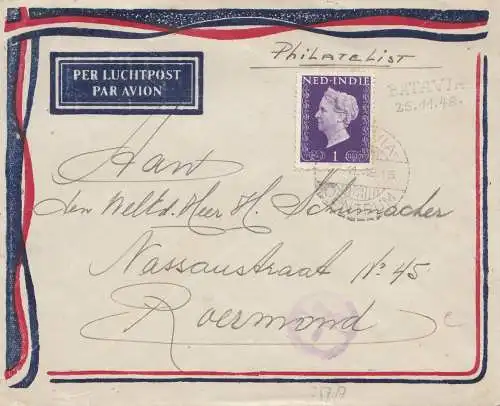 Philatelist
PER LUCHTPOST
PAR AVION
NED-INDIE
1
BATAVIA
25.11.48.
Aan
den Weltd. Heer H. Schumacher
Nassaustraat No 45
Roermond